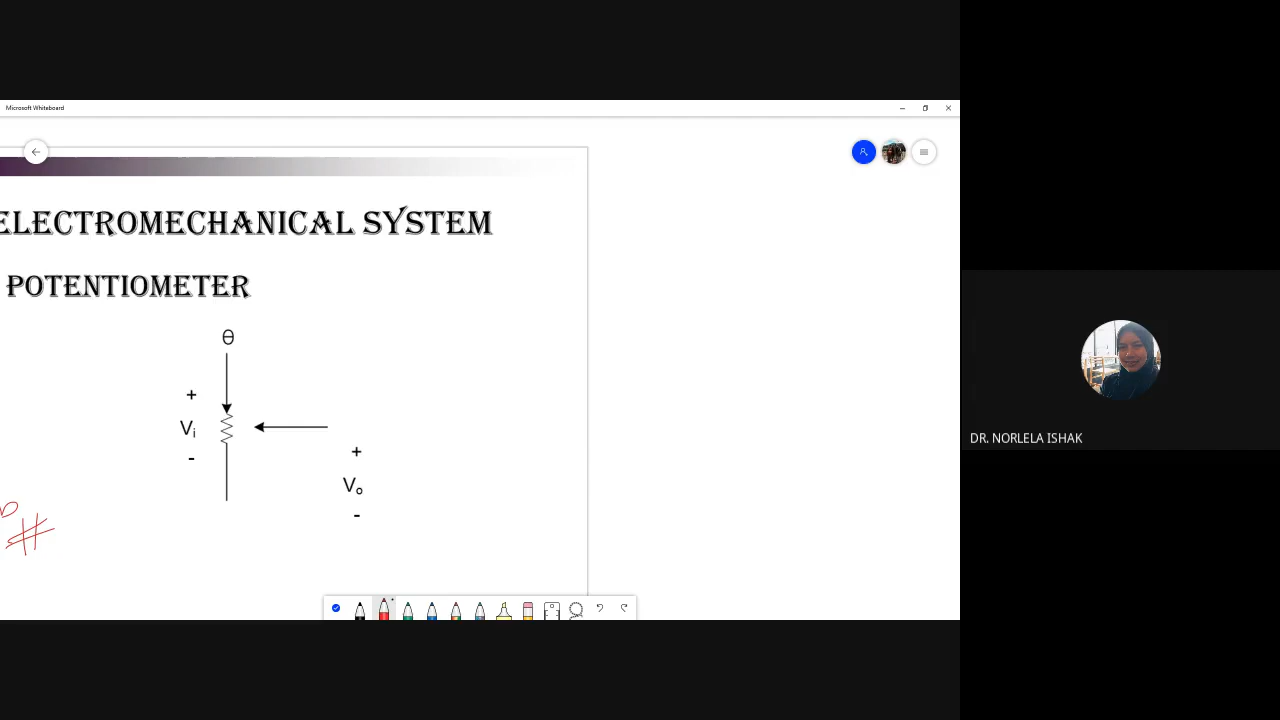 Microsoft Whiteboard
ELECTROMECHANICAL SYSTEM
POTENTIOMETER
θ
+
Vi
-
+
Vo
-
#
DR. NORLELA ISHAK